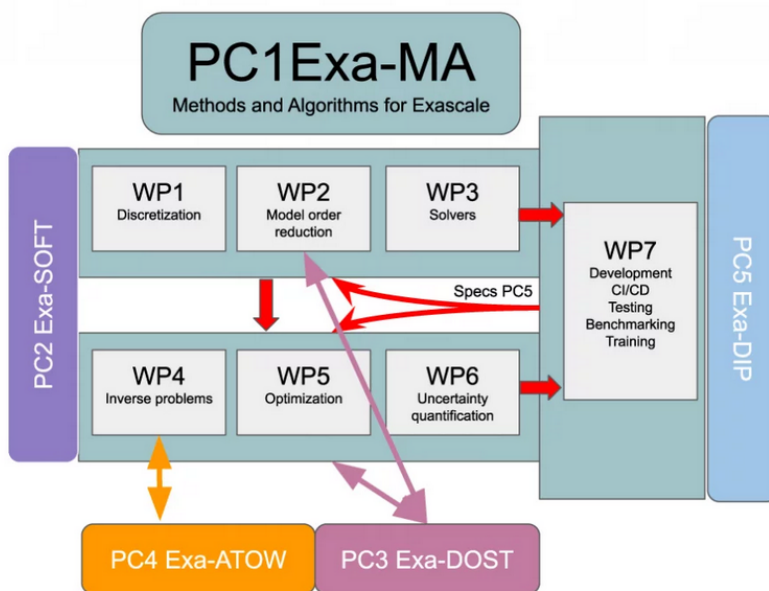 PC1Exa-MA
Methods and Algorithms for Exascale
PC2 Exa-SOFT
WP1
Discretization
WP2
Model order
reduction
WP3
Solvers
Specs PC5
WP4
Inverse problems
WP5
Optimization
WP6
Uncertainty
quantification
WP7
Development
CI/CD
Testing
Benchmarking
Training
PC5 Exa-DIP
PC4 Exa-ATOW
PC3 Exa-DOST